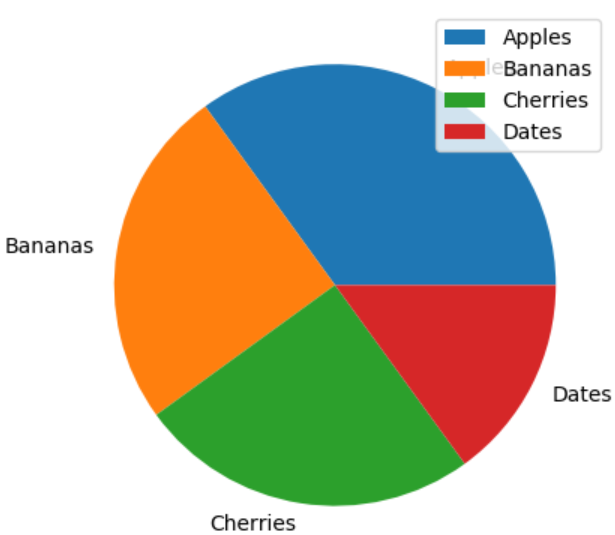 Apples
Bananas
Cherries
Dates
Bananas
Dates
Cherries